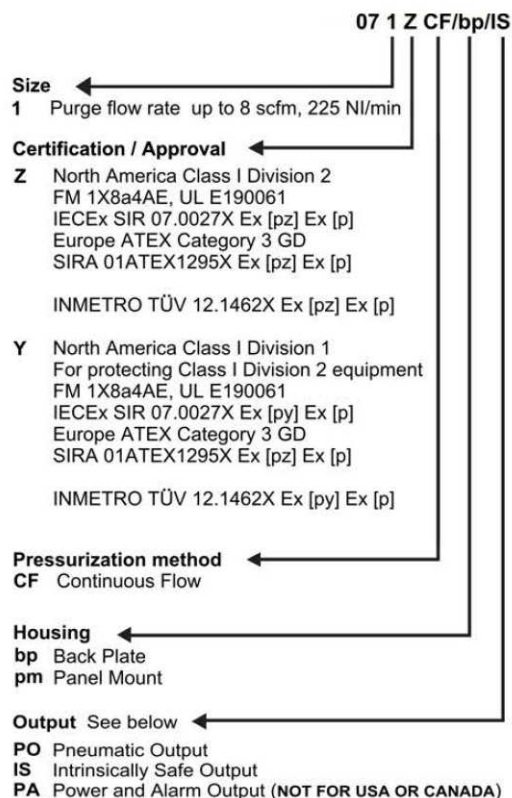 07 1 Z CF/bp/IS
Size
1 Purge flow rate up to 8 scfm, 225 Nl/min
Certification / Approval
Z North America Class I Division 2
FM 1X8a4AE, UL E190061
IECEx SIR 07.0027X Ex [pz] Ex [p]
Europe ATEX Category 3 GD
SIRA 01ATEX1295X Ex [pz] Ex [p]
INMETRO TÜV 12.1462X Ex [pz] Ex [p]
Y North America Class I Division 1
For protecting Class I Division 2 equipment
FM 1X8a4AE, UL E190061
IECEx SIR 07.0027X Ex [py] Ex [p]
Europe ATEX Category 3 GD
SIRA 01ATEX1295X Ex [pz] Ex [p]
INMETRO TÜV 12.1462X Ex [py] Ex [p]
Pressurization method
CF Continuous Flow
Housing
bp Back Plate
pm Panel Mount
Output See below
PO Pneumatic Output
IS Intrinsically Safe Output
PA Power and Alarm Output (NOT FOR USA OR CANADA)